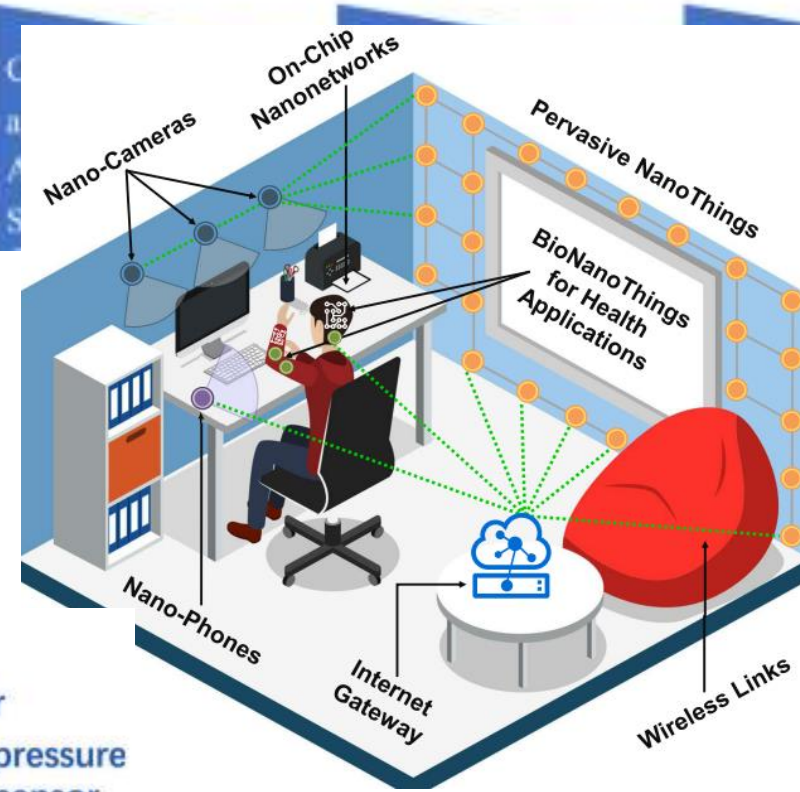 On-Chip
Nanonetworks
Nano-Cameras
Pervasive NanoThings
BioNanoThings
for Health
Applications
Nano-Phones
Internet
Gateway
Wireless Links
pressure